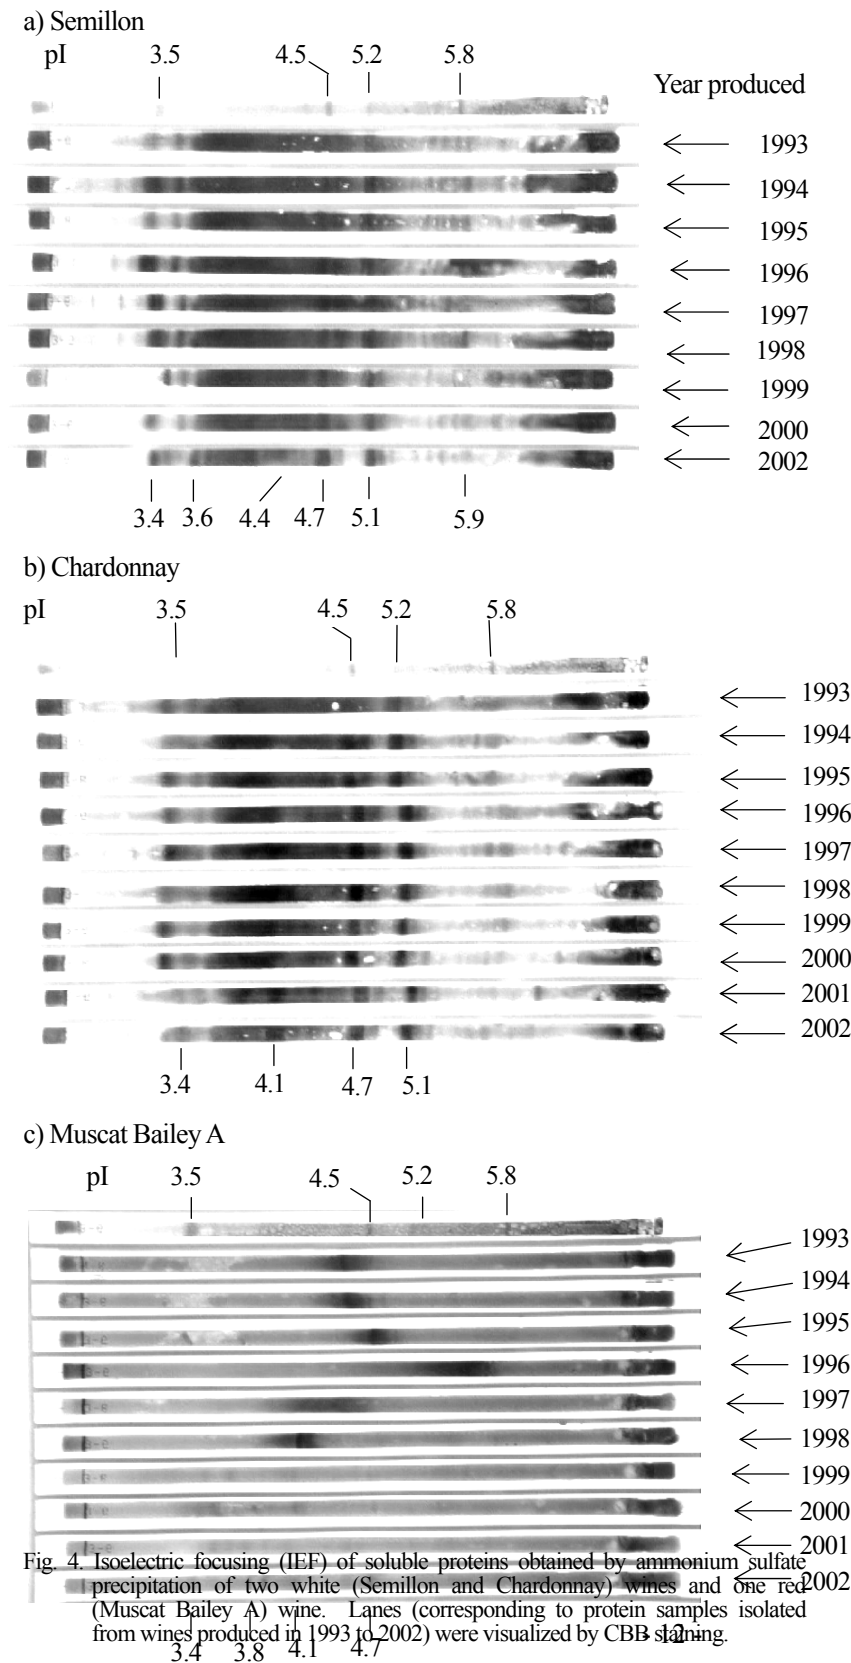 a) Semillon
pI 3.5 4.5 5.2 5.8
Year produced
1993
1994
1995
1996
1997
1998
1999
2000
2002
3.4 3.6 4.4 4.7 5.1 5.9
b) Chardonnay
pI 3.5 4.5 5.2 5.8
1993
1994
1995
1996
1997
1998
1999
2000
2001
2002
3.4 4.1 4.7 5.1
c) Muscat Bailey A
pI 3.5 4.5 5.2 5.8
1993
1994
1995
1996
1997
1998
1999
2000
2001
2002
Fig. 4. Isoelectric focusing (IEF) of soluble proteins obtained by ammonium sulfate
precipitation of two white (Semillon and Chardonnay) wines and one red
(Muscat Bailey A) wine. Lanes (corresponding to protein samples isolated
from wines produced in 1993 to 2002) were visualized by CBB staining.
- 12 -
3.4 3.8 4.1 4.7